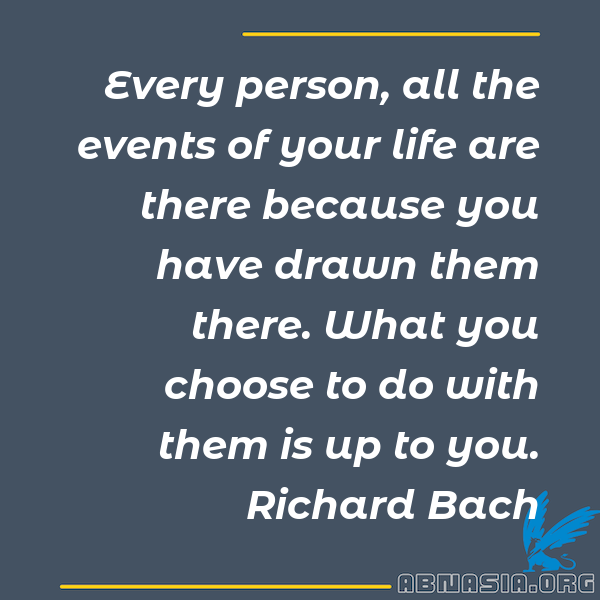 Every person, all the
events of your life are
there because you
have drawn them
there. What you
choose to do with
them is up to you.
Richard Bach
ABNASIA.ORG